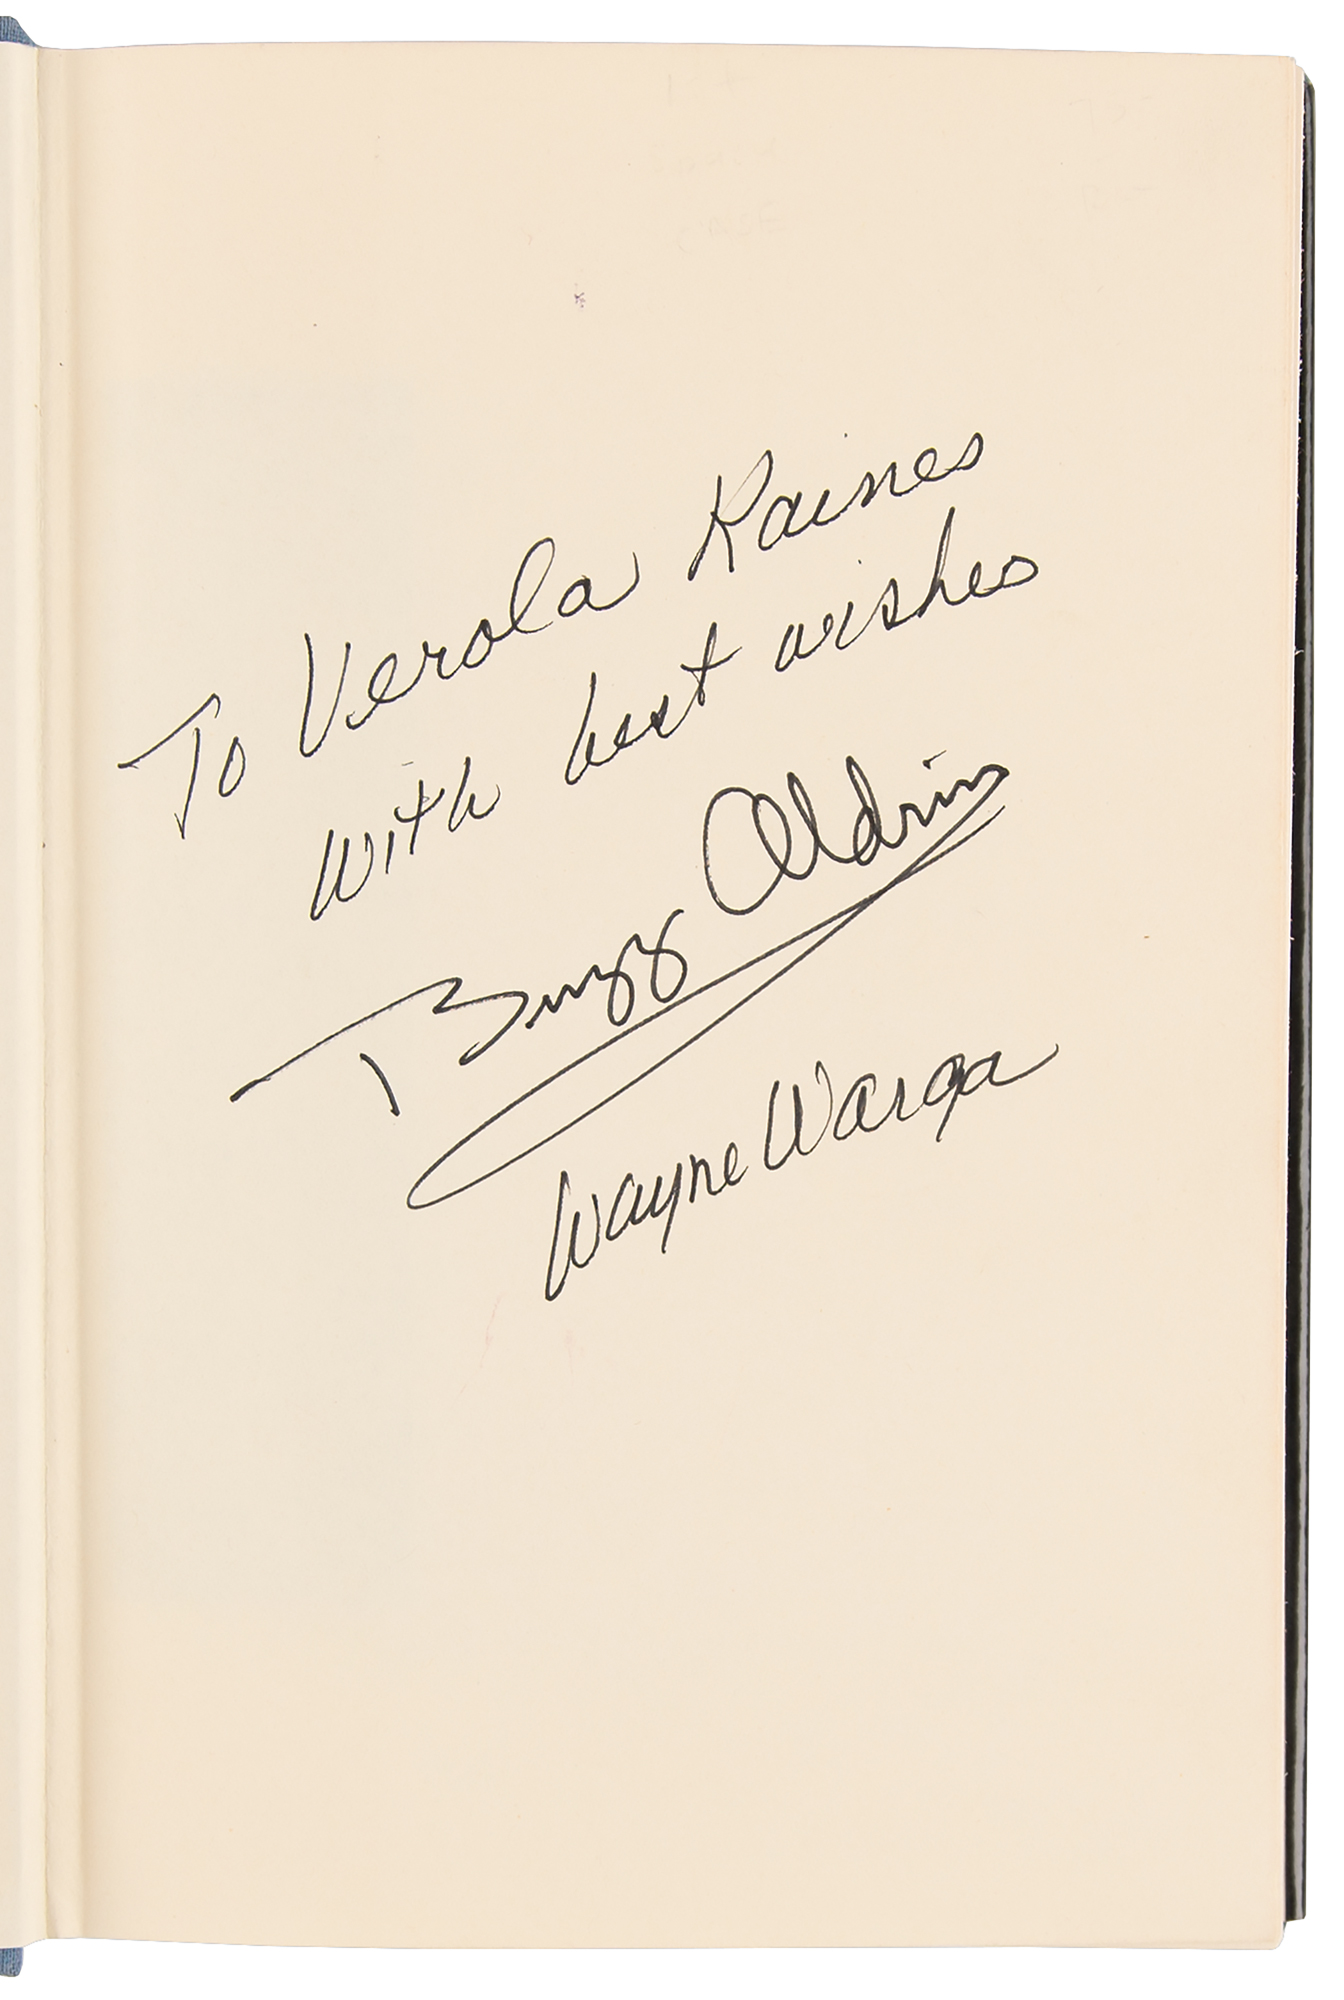 To Verola Raines
with best wishes
Buzz Aldrin
Wayne Warga